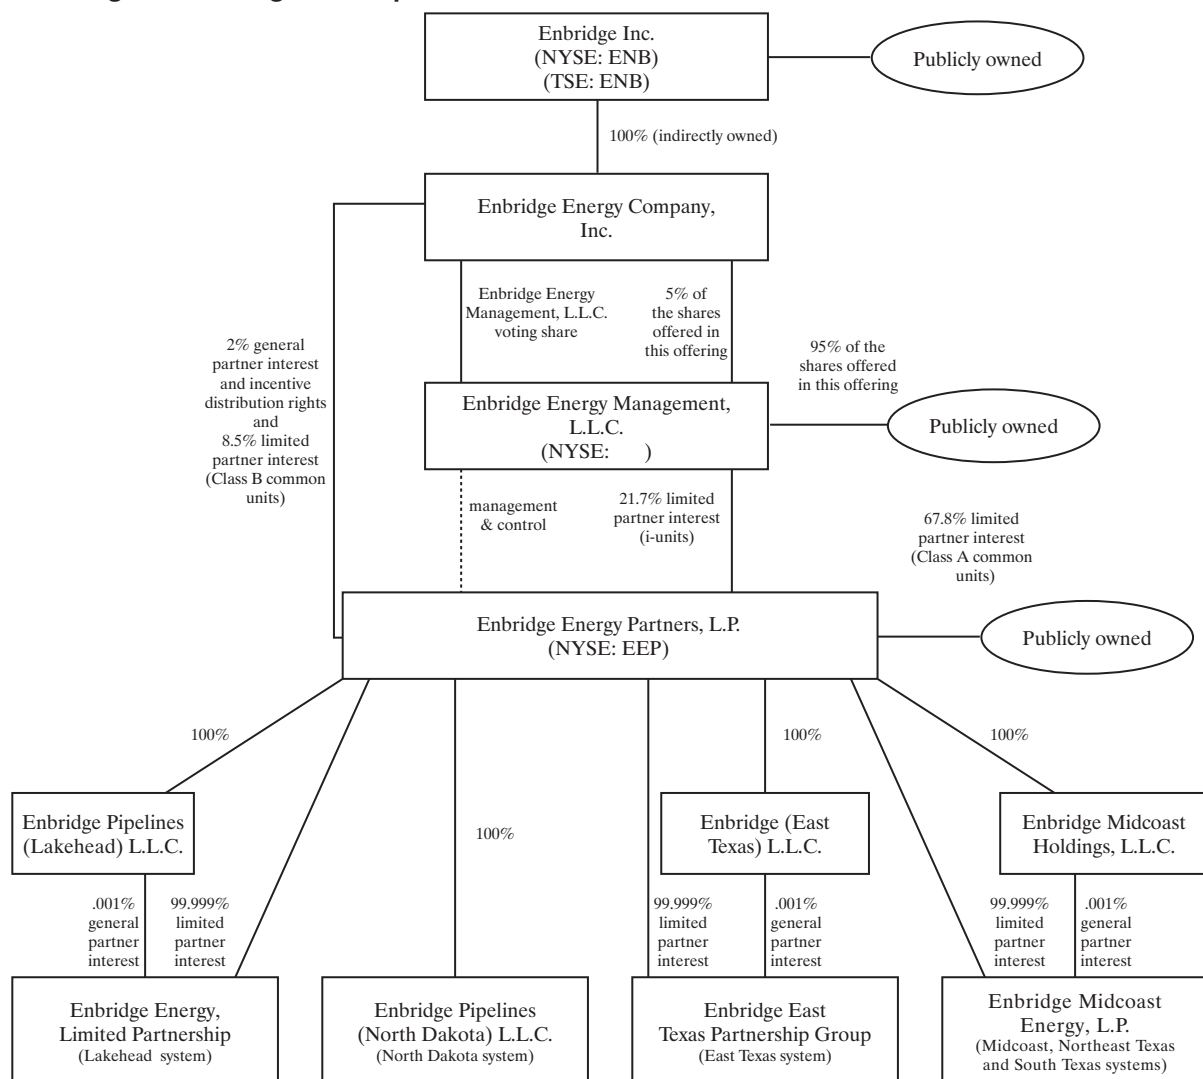 Enbridge Inc.
(NYSE: ENB)
(TSE: ENB)
Publicly owned
100% (indirectly owned)
Enbridge Energy Company,
Inc.
Enbridge Energy
Management, L.L.C.
voting share
5% of
the shares
offered in
this offering
2% general
partner interest
and incentive
distribution rights
and
8.5% limited
partner interest
(Class B common
units)
95% of the
shares offered
in this offering
Enbridge Energy Management,
L.L.C.
(NYSE: )
Publicly owned
management
& control
21.7% limited
partner interest
(i-units)
67.8% limited
partner interest
(Class A common
units)
Enbridge Energy Partners, L.P.
(NYSE: EEP)
Publicly owned
100%
100%
100%
100%
Enbridge Pipelines
(Lakehead) L.L.C.
Enbridge (East
Texas) L.L.C.
Enbridge Midcoast
Holdings, L.L.C.
.001%
general
partner
interest
99.999%
limited
partner
interest
99.999%
limited
partner
interest
.001%
general
partner
interest
99.999%
limited
partner
interest
.001%
general
partner
interest
Enbridge Energy,
Limited Partnership
(Lakehead system)
Enbridge Pipelines
(North Dakota) L.L.C.
(North Dakota system)
Enbridge East
Texas Partnership Group
(East Texas system)
Enbridge Midcoast
Energy, L.P.
(Midcoast, Northeast Texas
and South Texas systems)